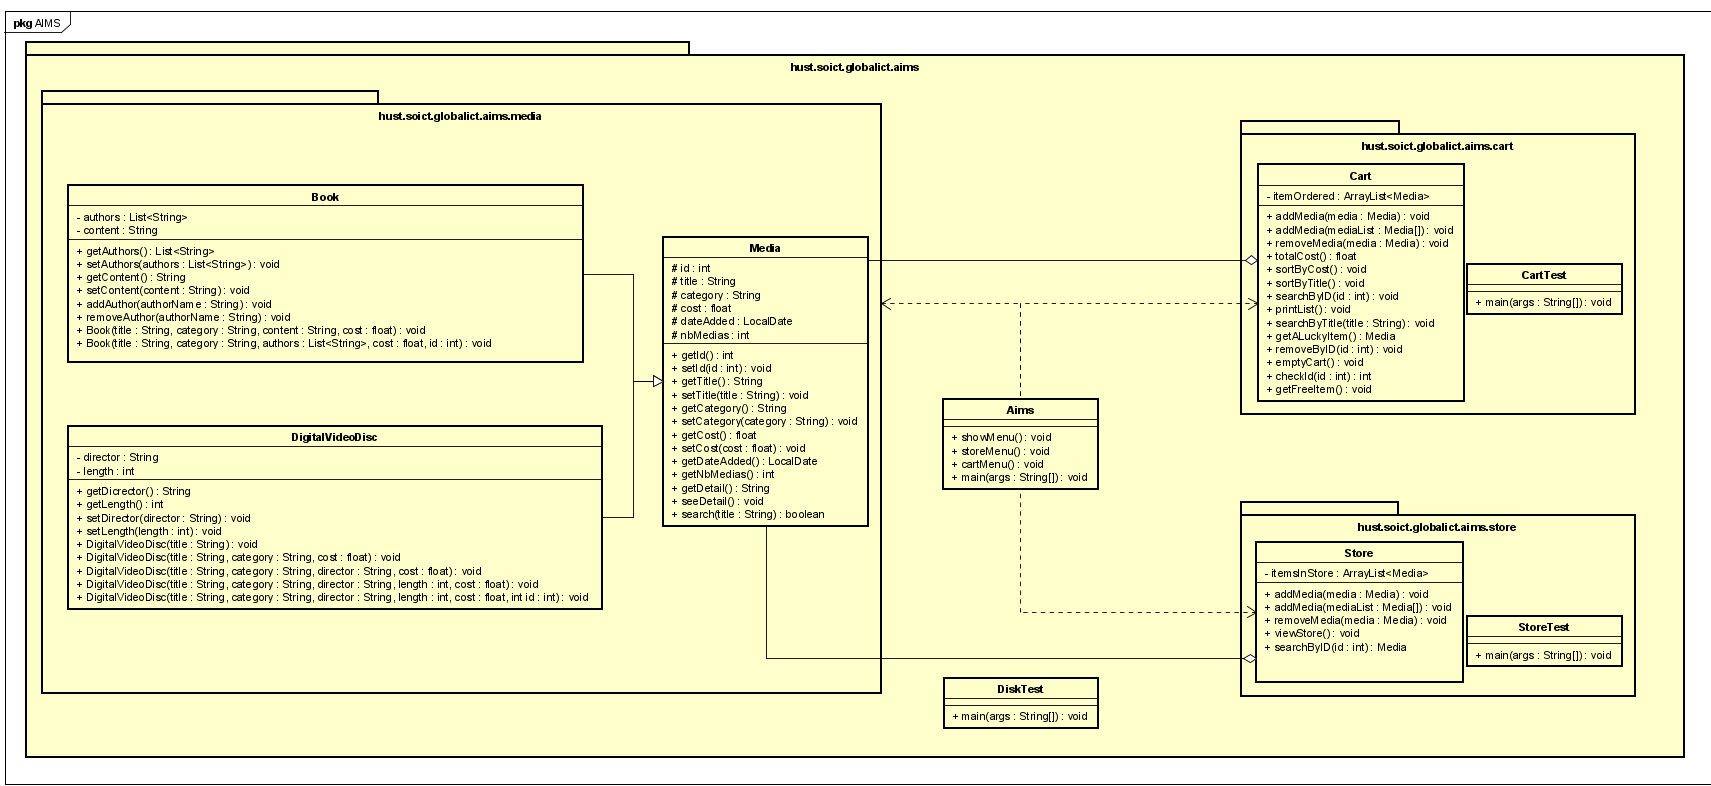 pkg AIMS
hust.soict.globalict.aims
hust.soict.globalict.aims.media
Book
- authors : List<String>
- content : String
+ getAuthors() : List<String>
+ setAuthors(authors : List<String>) : void
+ getContent() : String
+ setContent(content : String) : void
+ addAuthor(authorName : String) : void
+ removeAuthor(authorName : String) : void
+ Book(title : String, category : String, content : String, cost : float) : void
+ Book(title : String, category : String, authors : List<String>, cost : float, id : int) : void
DigitalVideoDisc
- director : String
- length : int
+ getDicrector() : String
+ getLength() : int
+ setDirector(director : String) : void
+ setLength(length : int) : void
+ DigitalVideoDisc(title : String) : void
+ DigitalVideoDisc(title : String, category : String, cost : float) : void
+ DigitalVideoDisc(title : String, category : String, director : String, cost : float) : void
+ DigitalVideoDisc(title : String, category : String, director : String, length : int, cost : float) : void
+ DigitalVideoDisc(title : String, category : String, director : String, length : int, cost : float, int id : int) : void
Media
# id : int
# title : String
# category : String
# cost : float
# dateAdded : LocalDate
# nbMedias : int
+ getId() : int
+ setId(id : int) : void
+ getTitle() : String
+ setTitle(title : String) : void
+ getCategory() : String
+ setCategory(category : String) : void
+ getCost() : float
+ setCost(cost : float) : void
+ getDateAdded() : LocalDate
+ getNbMedias() : int
+ getDetail() : String
+ seeDetail() : void
+ search(title : String) : boolean
Aims
+ showMenu() : void
+ storeMenu() : void
+ cartMenu() : void
+ main(args : String[]) : void
DiskTest
+ main(args : String[]) : void
hust.soict.globalict.aims.cart
Cart
- itemOrdered : ArrayList<Media>
+ addMedia(media : Media) : void
+ addMedia(mediaList : Media[]) : void
+ removeMedia(media : Media) : void
+ totalCost() : float
+ sortByCost() : void
+ sortByTitle() : void
+ searchByID(id : int) : void
+ printList() : void
+ searchByTitle(title : String) : void
+ getALuckyItem() : Media
+ removeByID(id : int) : void
+ emptyCart() : void
+ checkId(id : int) : int
+ getFreeItem() : void
CartTest
+ main(args : String[]) : void
hust.soict.globalict.aims.store
Store
- itemsInStore : ArrayList<Media>
+ addMedia(media : Media) : void
+ addMedia(mediaList : Media[]) : void
+ removeMedia(media : Media) : void
+ viewStore() : void
+ searchByID(id : int) : Media
StoreTest
+ main(args : String[]) : void